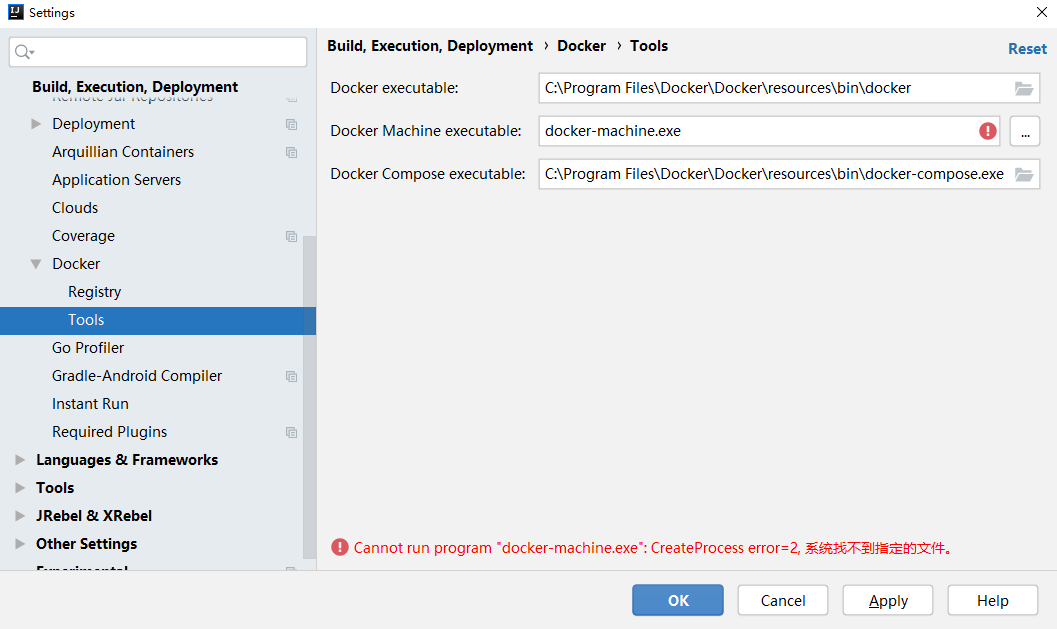 Settings
Build, Execution, Deployment
Deployment
Arquillian Containers
Application Servers
Clouds
Coverage
Docker
Registry
Tools
Go Profiler
Gradle-Android Compiler
Instant Run
Required Plugins
Languages & Frameworks
Tools
JRebel & XRebel
Other Settings
Experimental
Build, Execution, Deployment › Docker › Tools
Reset
Docker executable: C:\Program Files\Docker\Docker\resources\bin\docker
Docker Machine executable: docker-machine.exe ...
Docker Compose executable: C:\Program Files\Docker\Docker\resources\bin\docker-compose.exe
Cannot run program "docker-machine.exe": CreateProcess error=2, 系统找不到指定的文件。
OK Cancel Apply Help